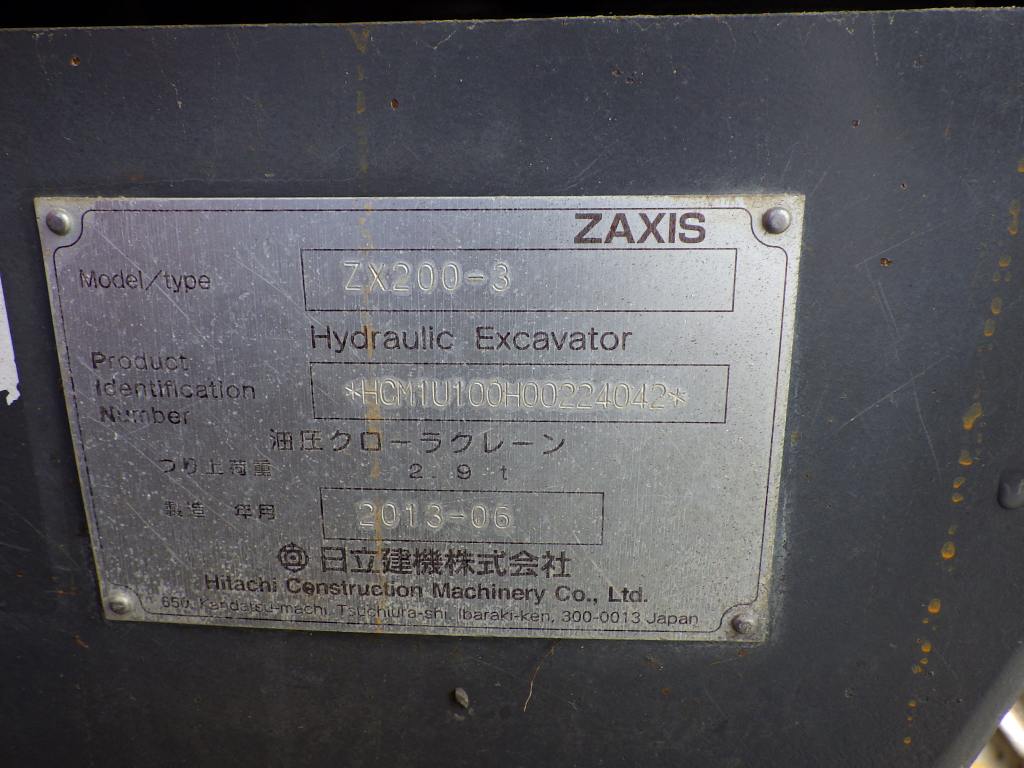 ZAXIS
Model/type ZX200-3
Hydraulic Excavator
Product
Identification
Number
*HCM1U100H00224042*
油圧クローラクレーン
つり上荷重 2.9 t
製造 年月 2013-06
日立建機株式会社
Hitachi Construction Machinery Co., Ltd.
650, Kandatsu-machi, Tsuchiura-shi, Ibaraki-ken, 300-0013 Japan